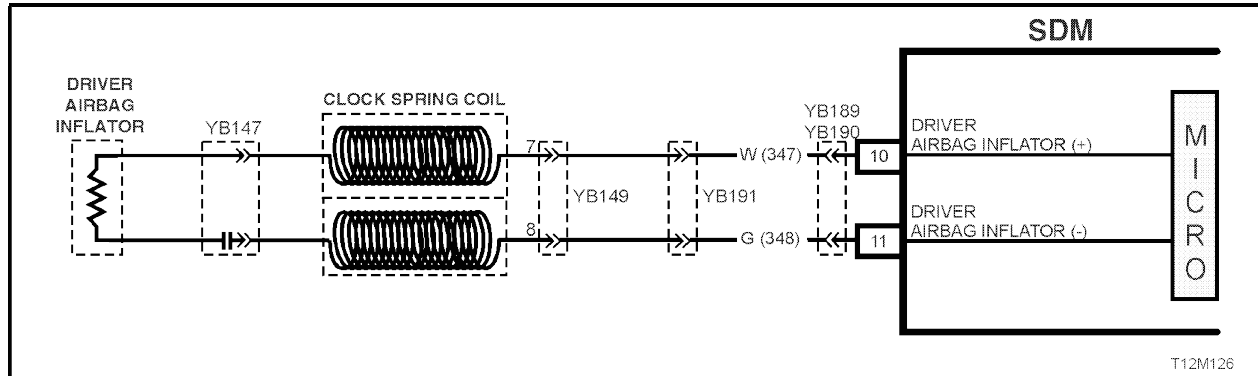 SDM
DRIVER
AIRBAG
INFLATOR
YB147
CLOCK SPRING COIL
YB189
YB190
7
W (347)
10
DRIVER
AIRBAG INFLATOR (+)
YB149
YB191
8
G (348)
11
DRIVER
AIRBAG INFLATOR (-)
MICRO
T12M126